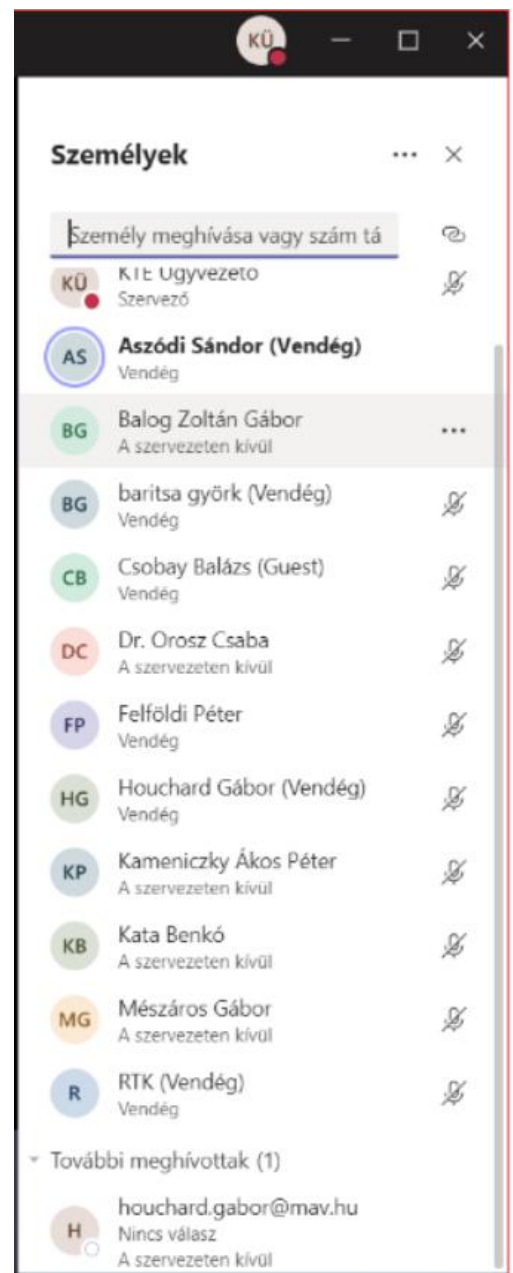 KÜ
Személyek
Személy meghívása vagy szám tá
KÜ
KTE Ügyvezető
Szervező
AS
Aszódi Sándor (Vendég)
Vendég
BG
Balog Zoltán Gábor
A szervezeten kívül
BG
baritsa györk (Vendég)
Vendég
CB
Csobay Balázs (Guest)
Vendég
DC
Dr. Orosz Csaba
A szervezeten kívül
FP
Felföldi Péter
Vendég
HG
Houchard Gábor (Vendég)
Vendég
KP
Kameniczky Ákos Péter
A szervezeten kívül
KB
Kata Benkó
A szervezeten kívül
MG
Mészáros Gábor
A szervezeten kívül
R
RTK (Vendég)
Vendég
További meghívottak (1)
H
houchard.gabor@mav.hu
Nincs válasz
A szervezeten kívül